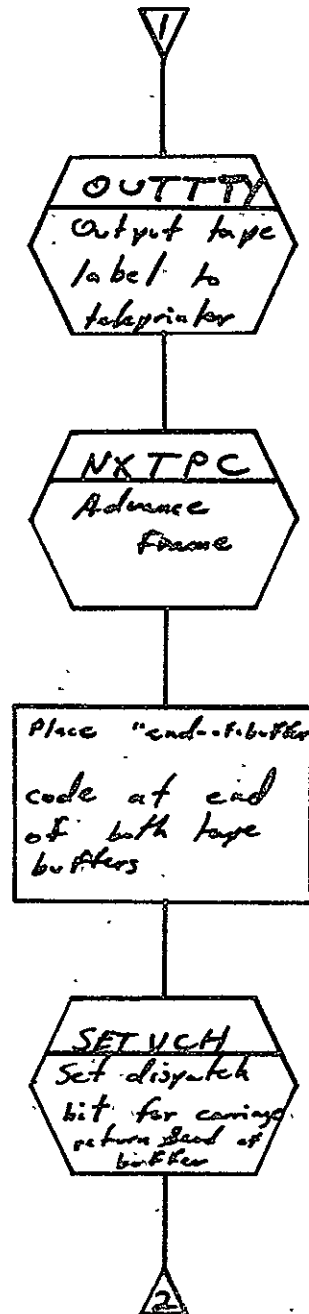 1
OUTTTY
Output tape
label to
teleprinter
NXTPC
Advance
Frame
Place "end-of-buffer
code at end
of both tape
buffers
SETVCH
Set dispatch
bit for carriage
return & end of
buffer
2